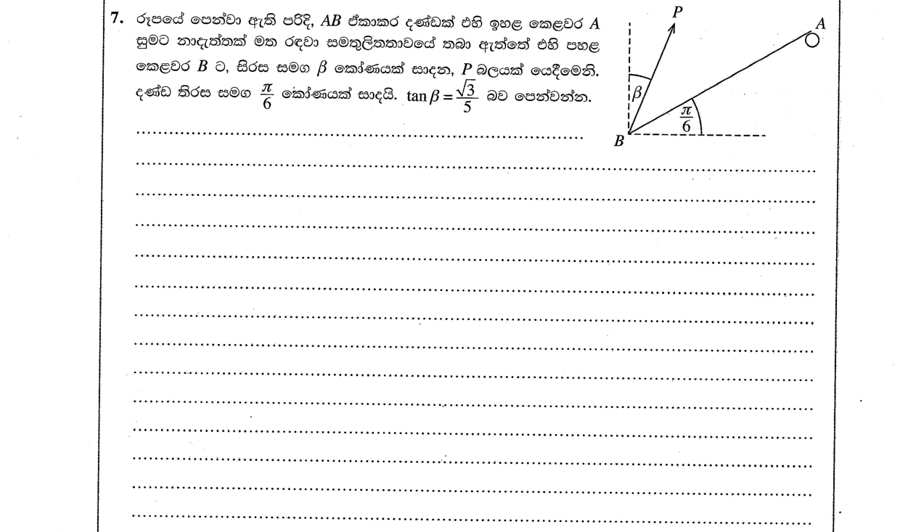 7. රූපයේ පෙන්වා ඇති පරිදි, AB ඒකාකර දණ්ඩක් එහි ඉහළ කෙළවර A
සුමට නාදැත්තක් මත රඳවා සමතුලිතතාවයේ තබා ඇත්තේ එහි පහළ
කෙළවර B ට, සිරස සමග β කෝණයක් සාදන, P බලයක් යෙදීමෙනි.
දණ්ඩ තිරස සමග π/6 කෝණයක් සාදයි. tan β = √3/5 බව පෙන්වන්න.
P
A
β
π/6
B